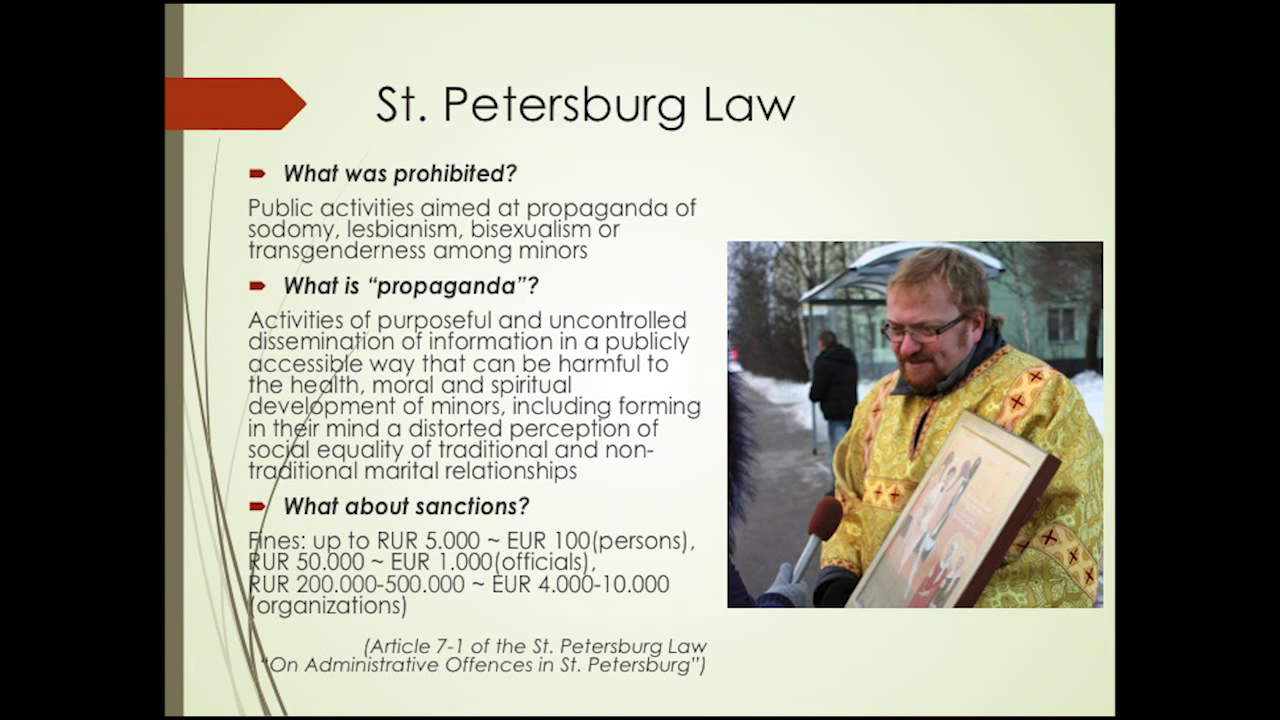 St. Petersburg Law
What was prohibited?
Public activities aimed at propaganda of
sodomy, lesbianism, bisexualism or
transgenderness among minors
What is “propaganda”?
Activities of purposeful and uncontrolled
dissemination of information in a publicly
accessible way that can be harmful to
the health, moral and spiritual
development of minors, including forming
in their mind a distorted perception of
social equality of traditional and non-
traditional marital relationships
What about sanctions?
Fines: up to RUR 5.000 ~ EUR 100(persons),
RUR 50.000 ~ EUR 1.000(officials),
RUR 200.000-500.000 ~ EUR 4.000-10.000
(organizations)
(Article 7-1 of the St. Petersburg Law
“On Administrative Offences in St. Petersburg”)